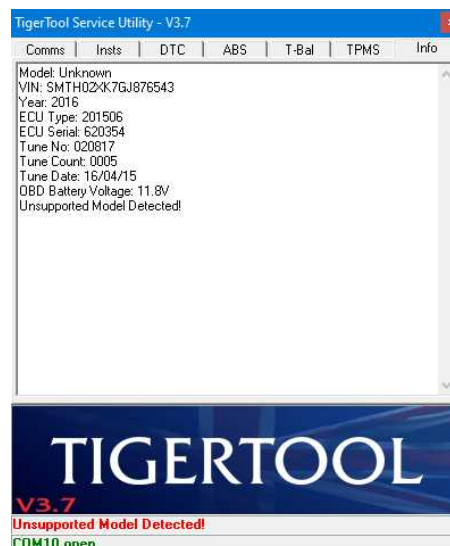 TigerTool Service Utility - V3.7
Comms Insts DTC ABS T-Bal TPMS Info
Model: Unknown
VIN: SMTH0ZXK7GJ876543
Year: 2016
ECU Type: 201506
ECU Serial: 620354
Tune No: 020817
Tune Count: 0005
Tune Date: 16/04/15
OBD Battery Voltage: 11.8V
Unsupported Model Detected!
TIGERTOOL
V3.7
Unsupported Model Detected!
COM10 open